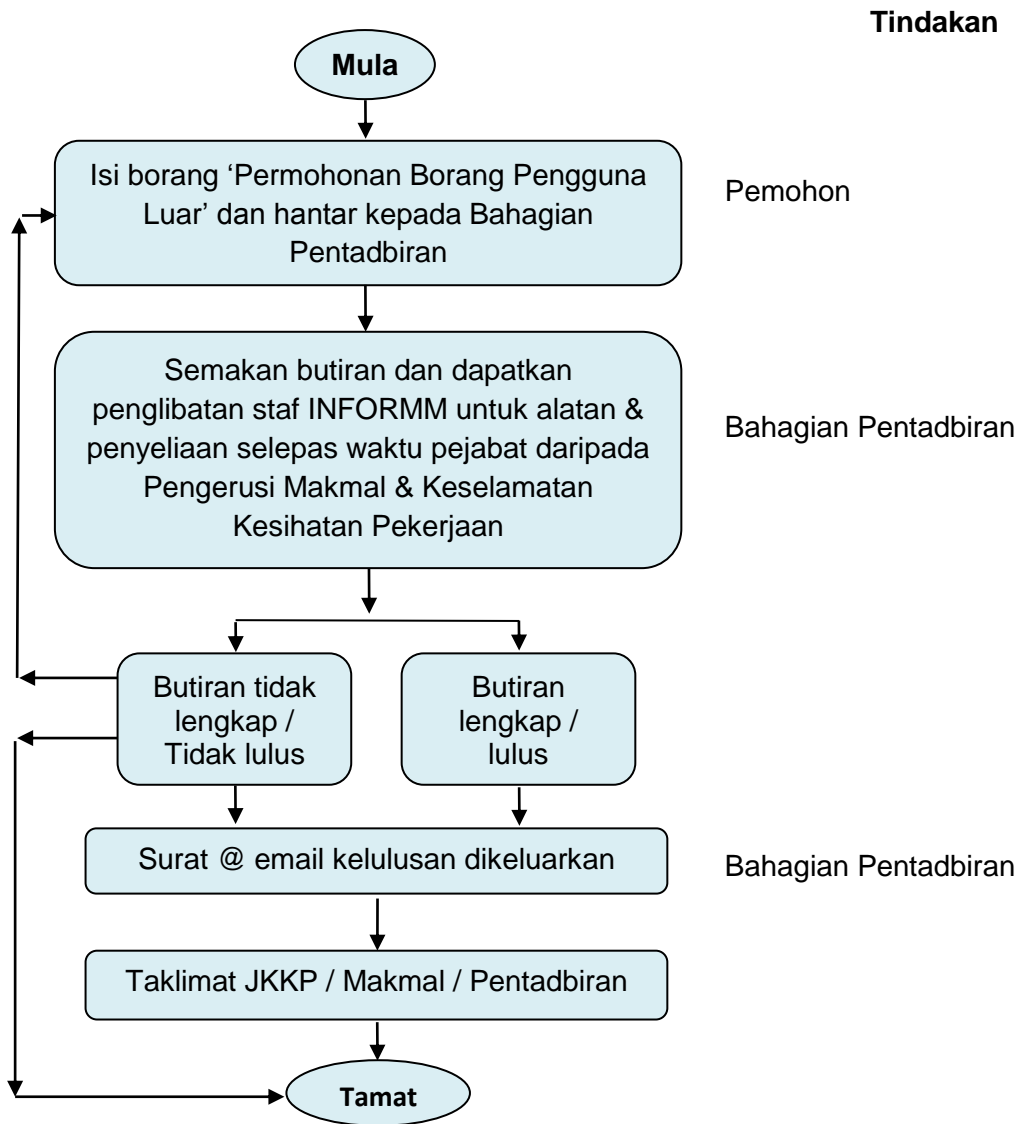 Tindakan
Mula
Isi borang ‘Permohonan Borang Pengguna
Luar’ dan hantar kepada Bahagian
Pentadbiran
Pemohon
Semakan butiran dan dapatkan
penglibatan staf INFORMM untuk alatan &
penyeliaan selepas waktu pejabat daripada
Pengerusi Makmal & Keselamatan
Kesihatan Pekerjaan
Bahagian Pentadbiran
Butiran tidak
lengkap /
Tidak lulus
Butiran
lengkap /
lulus
Surat @ email kelulusan dikeluarkan
Bahagian Pentadbiran
Taklimat JKKP / Makmal / Pentadbiran
Tamat